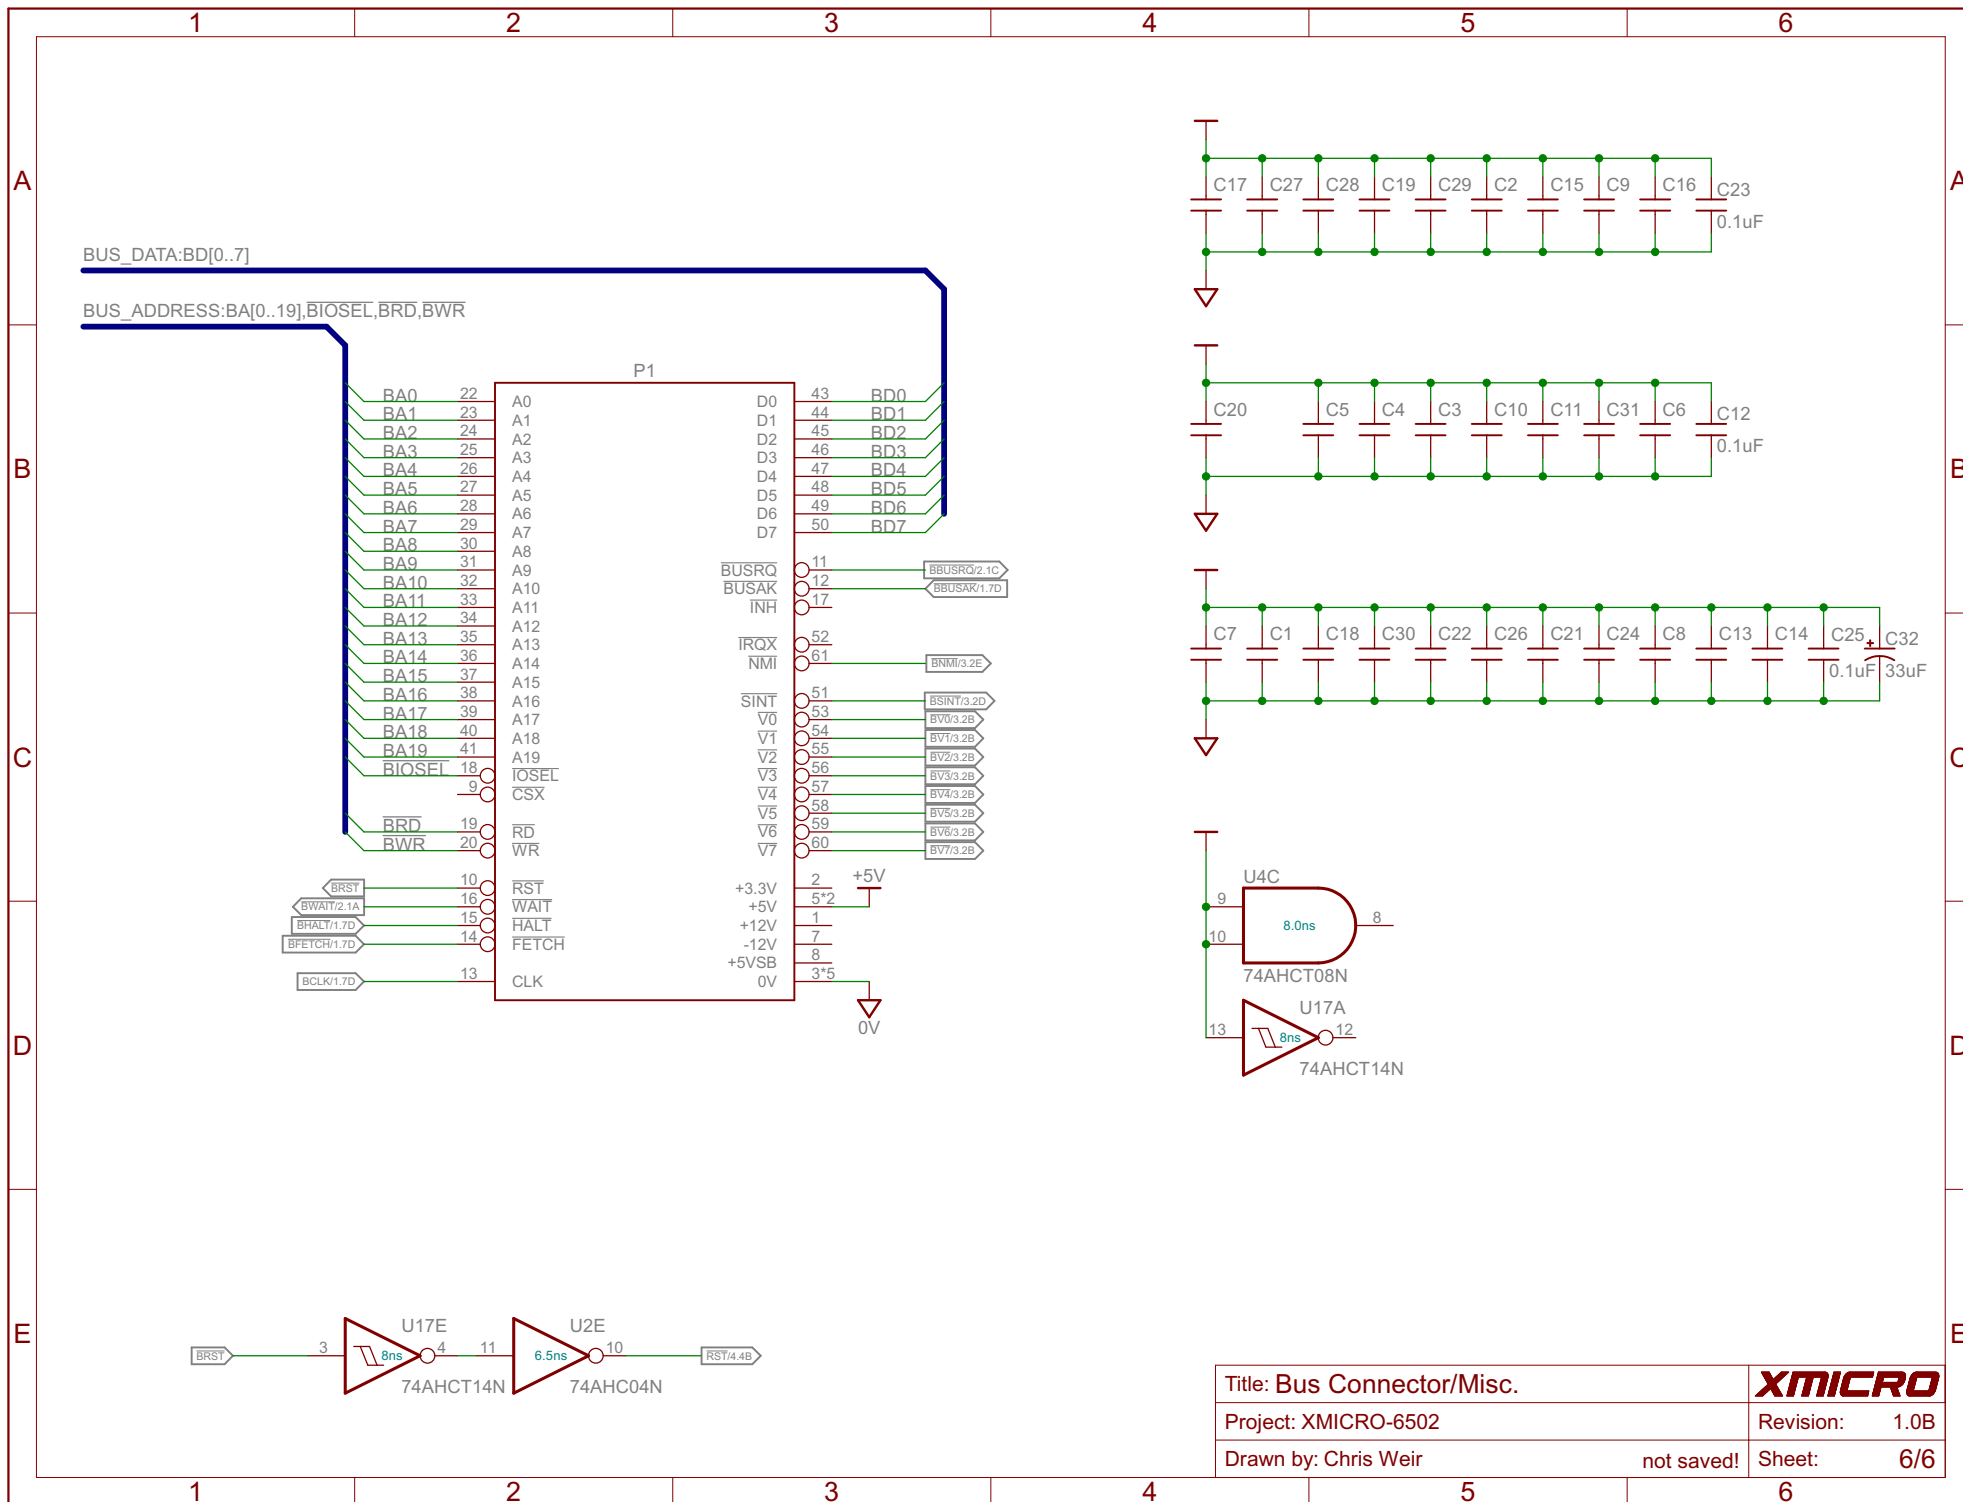 1 2 3 4 5 6
A A
BUS_DATA:BD[0..7]
BUS_ADDRESS:BA[0..19],BIOSEL,BRD,BWR
C17 C27 C28 C19 C29 C2 C15 C9 C16 C23
0.1uF
P1
BA0 22 A0 D0 43 BD0
BA1 23 A1 D1 44 BD1
BA2 24 A2 D2 45 BD2
BA3 25 A3 D3 46 BD3
BA4 26 A4 D4 47 BD4
BA5 27 A5 D5 48 BD5
BA6 28 A6 D6 49 BD6
BA7 29 A7 D7 50 BD7
BA8 30 A8
BA9 31 A9 BUSRQ 11 BBUSRQ/2.1C
BA10 32 A10 BUSAK 12 BBUSAK/1.7D
BA11 33 A11 INH 17
BA12 34 A12
BA13 35 A13 IRQX 52
BA14 36 A14 NMI 61 BNMI/3.2E
BA15 37 A15
BA16 38 A16 SINT 51 BSINT/3.2D
BA17 39 A17 V0 53 BV0/3.2B
BA18 40 A18 V1 54 BV1/3.2B
BA19 41 A19 V2 55 BV2/3.2B
BIOSEL 18 IOSEL V3 56 BV3/3.2B
9 CSX V4 57 BV4/3.2B
V5 58 BV5/3.2B
BRD 19 RD V6 59 BV6/3.2B
BWR 20 WR V7 60 BV7/3.2B
+5V
BRST 10 RST +3.3V 2
BWAIT/2.1A 16 WAIT +5V 5*2
BHALT/1.7D 15 HALT +12V 1
BFETCH/1.7D 14 FETCH -12V 7
+5VSB 8
BCLK/1.7D 13 CLK 0V 3*5
0V
B B
C20 C5 C4 C3 C10 C11 C31 C6 C12
0.1uF
C C
C7 C1 C18 C30 C22 C26 C21 C24 C8 C13 C14 C25 + C32
0.1uF 33uF
U4C
9 8.0ns 8
10
74AHCT08N
U17A
13 8ns 12
74AHCT14N
D D
E E
U17E U2E
BRST 3 8ns 4 11 6.5ns 10 RST/4.4B
74AHCT14N 74AHC04N
Title: Bus Connector/Misc. XMICRO
Project: XMICRO-6502 Revision: 1.0B
Drawn by: Chris Weir not saved! Sheet: 6/6
1 2 3 4 5 6